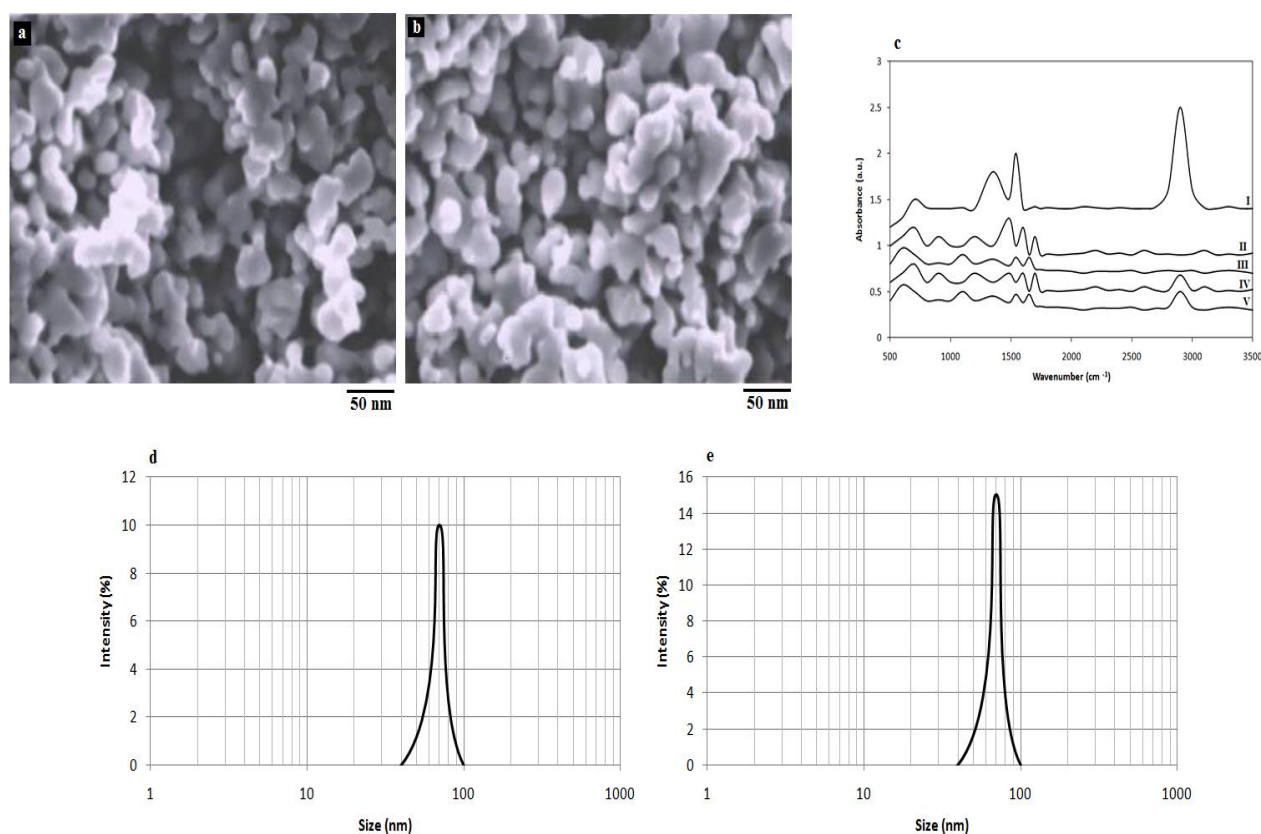 a
50 nm
b
50 nm
c
3
2.5
2
1.5
1
0.5
0
Absorbance (a.u.)
I
II
III
IV
V
500 1000 1500 2000 2500 3000 3500
Wavenumber (cm -1)
d
12
10
8
6
4
2
0
Intensity (%)
1 10 100 1000
Size (nm)
e
16
14
12
10
8
6
4
2
0
Intensity (%)
1 10 100 1000
Size (nm)